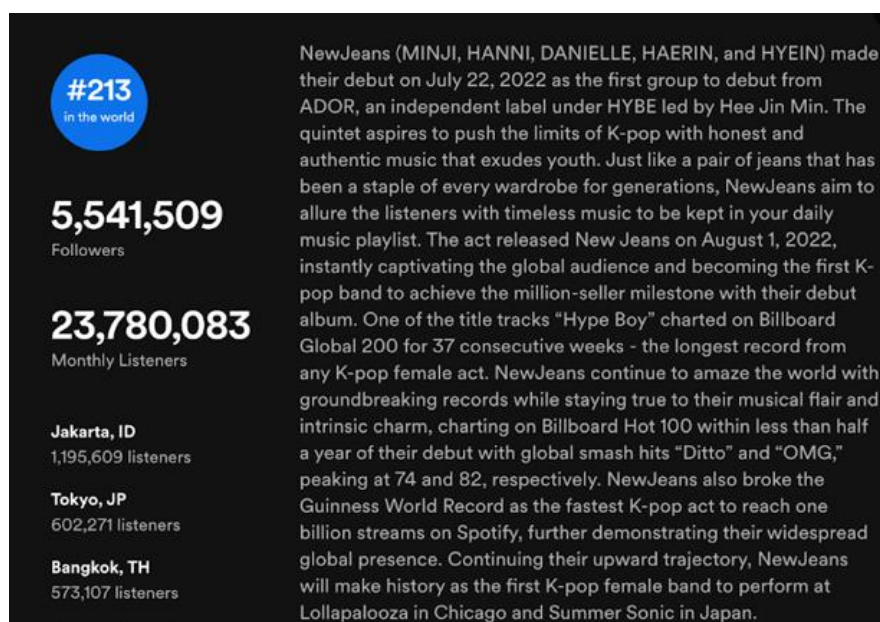 #213
in the world
5,541,509
Followers
23,780,083
Monthly Listeners
Jakarta, ID
1,195,609 listeners
Tokyo, JP
602,271 listeners
Bangkok, TH
573,107 listeners
NewJeans (MINJI, HANNI, DANIELLE, HAERIN, and HYEIN) made
their debut on July 22, 2022 as the first group to debut from
ADOR, an independent label under HYBE led by Hee Jin Min. The
quintet aspires to push the limits of K-pop with honest and
authentic music that exudes youth. Just like a pair of jeans that has
been a staple of every wardrobe for generations, NewJeans aim to
allure the listeners with timeless music to be kept in your daily
music playlist. The act released New Jeans on August 1, 2022,
instantly captivating the global audience and becoming the first K-
pop band to achieve the million-seller milestone with their debut
album. One of the title tracks “Hype Boy” charted on Billboard
Global 200 for 37 consecutive weeks - the longest record from
any K-pop female act. NewJeans continue to amaze the world with
groundbreaking records while staying true to their musical flair and
intrinsic charm, charting on Billboard Hot 100 within less than half
a year of their debut with global smash hits “Ditto” and “OMG,”
peaking at 74 and 82, respectively. NewJeans also broke the
Guinness World Record as the fastest K-pop act to reach one
billion streams on Spotify, further demonstrating their widespread
global presence. Continuing their upward trajectory, NewJeans
will make history as the first K-pop female band to perform at
Lollapalooza in Chicago and Summer Sonic in Japan.